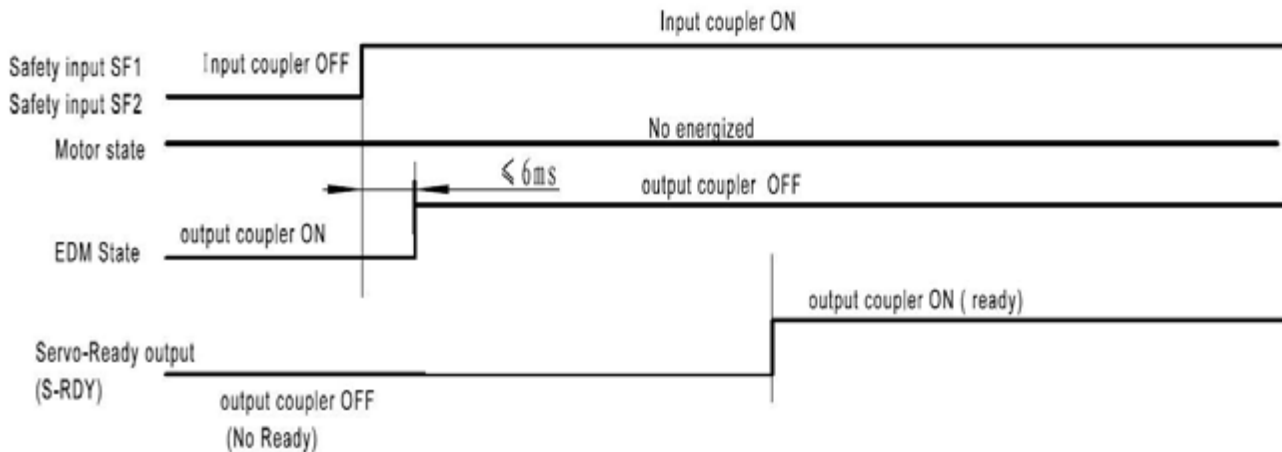 Input coupler ON
Safety input SF1
Input coupler OFF
Safety input SF2
No energized
Motor state
≤ 6ms
output coupler OFF
output coupler ON
EDM State
output coupler ON ( ready)
Servo-Ready output
(S-RDY)
output coupler OFF
(No Ready)